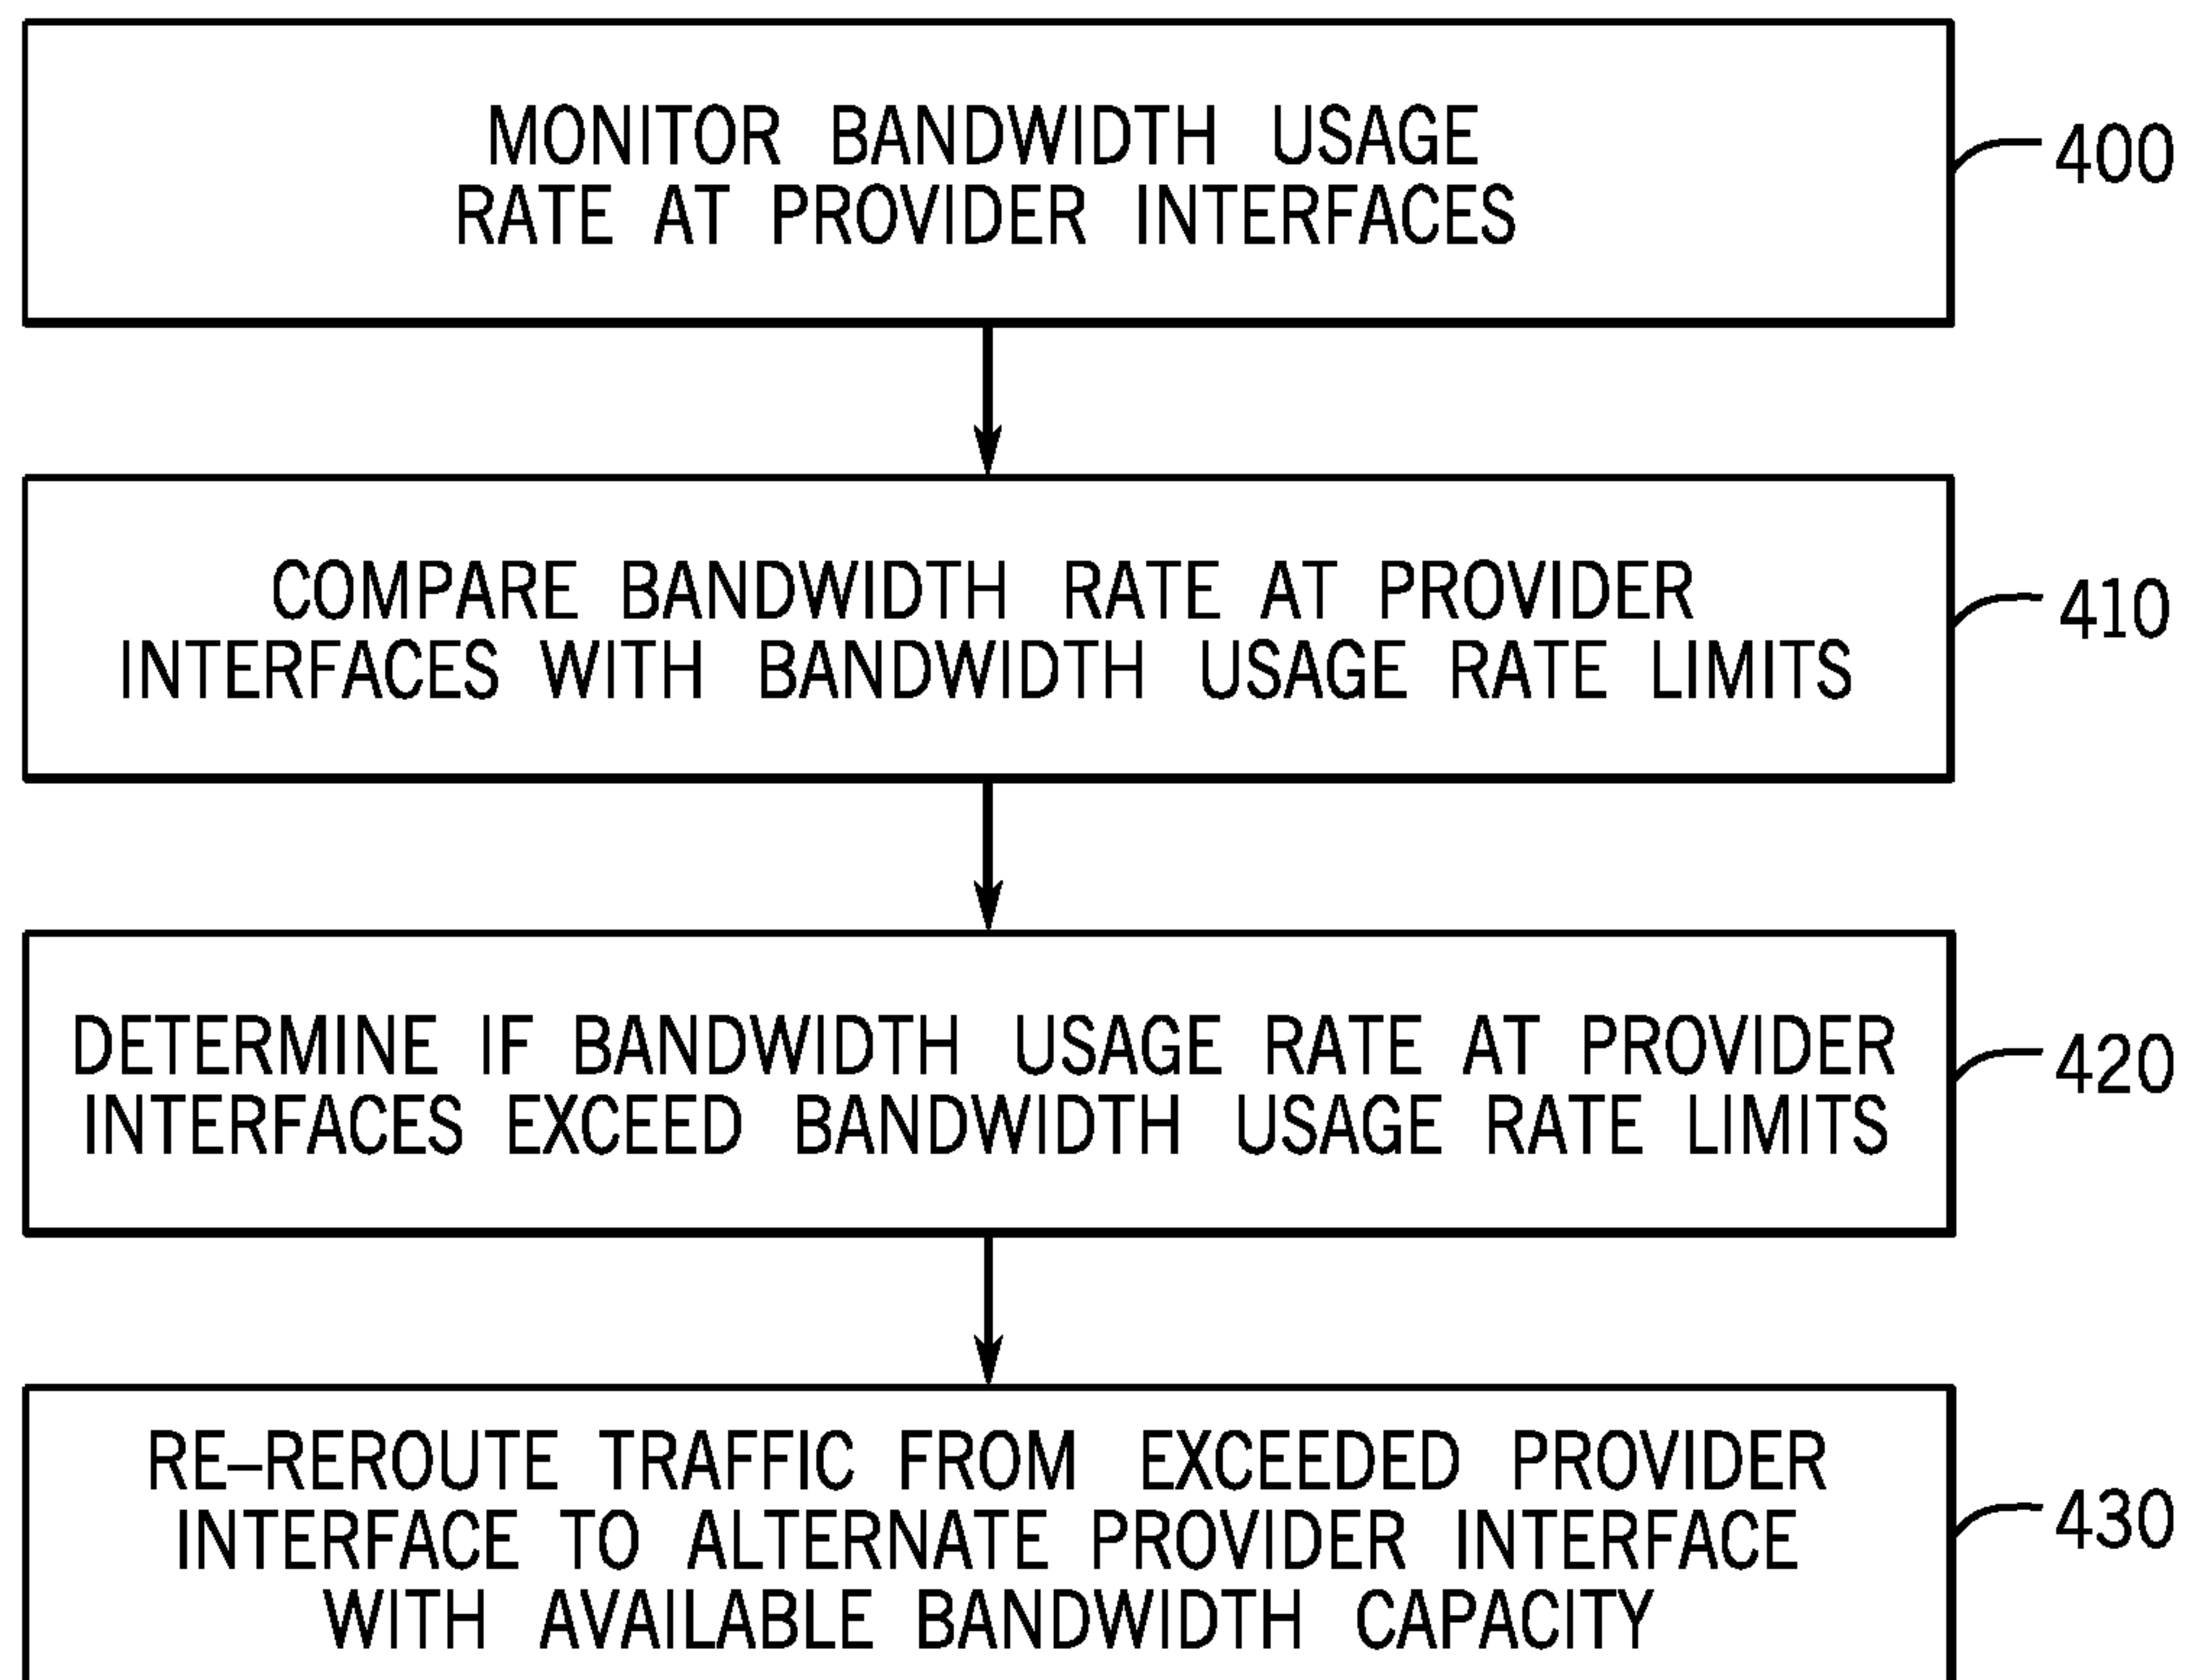 MONITOR BANDWIDTH USAGE
RATE AT PROVIDER INTERFACES
400
COMPARE BANDWIDTH RATE AT PROVIDER
INTERFACES WITH BANDWIDTH USAGE RATE LIMITS
410
DETERMINE IF BANDWIDTH USAGE RATE AT PROVIDER
INTERFACES EXCEED BANDWIDTH USAGE RATE LIMITS
420
RE–REROUTE TRAFFIC FROM EXCEEDED PROVIDER
INTERFACE TO ALTERNATE PROVIDER INTERFACE
WITH AVAILABLE BANDWIDTH CAPACITY
430